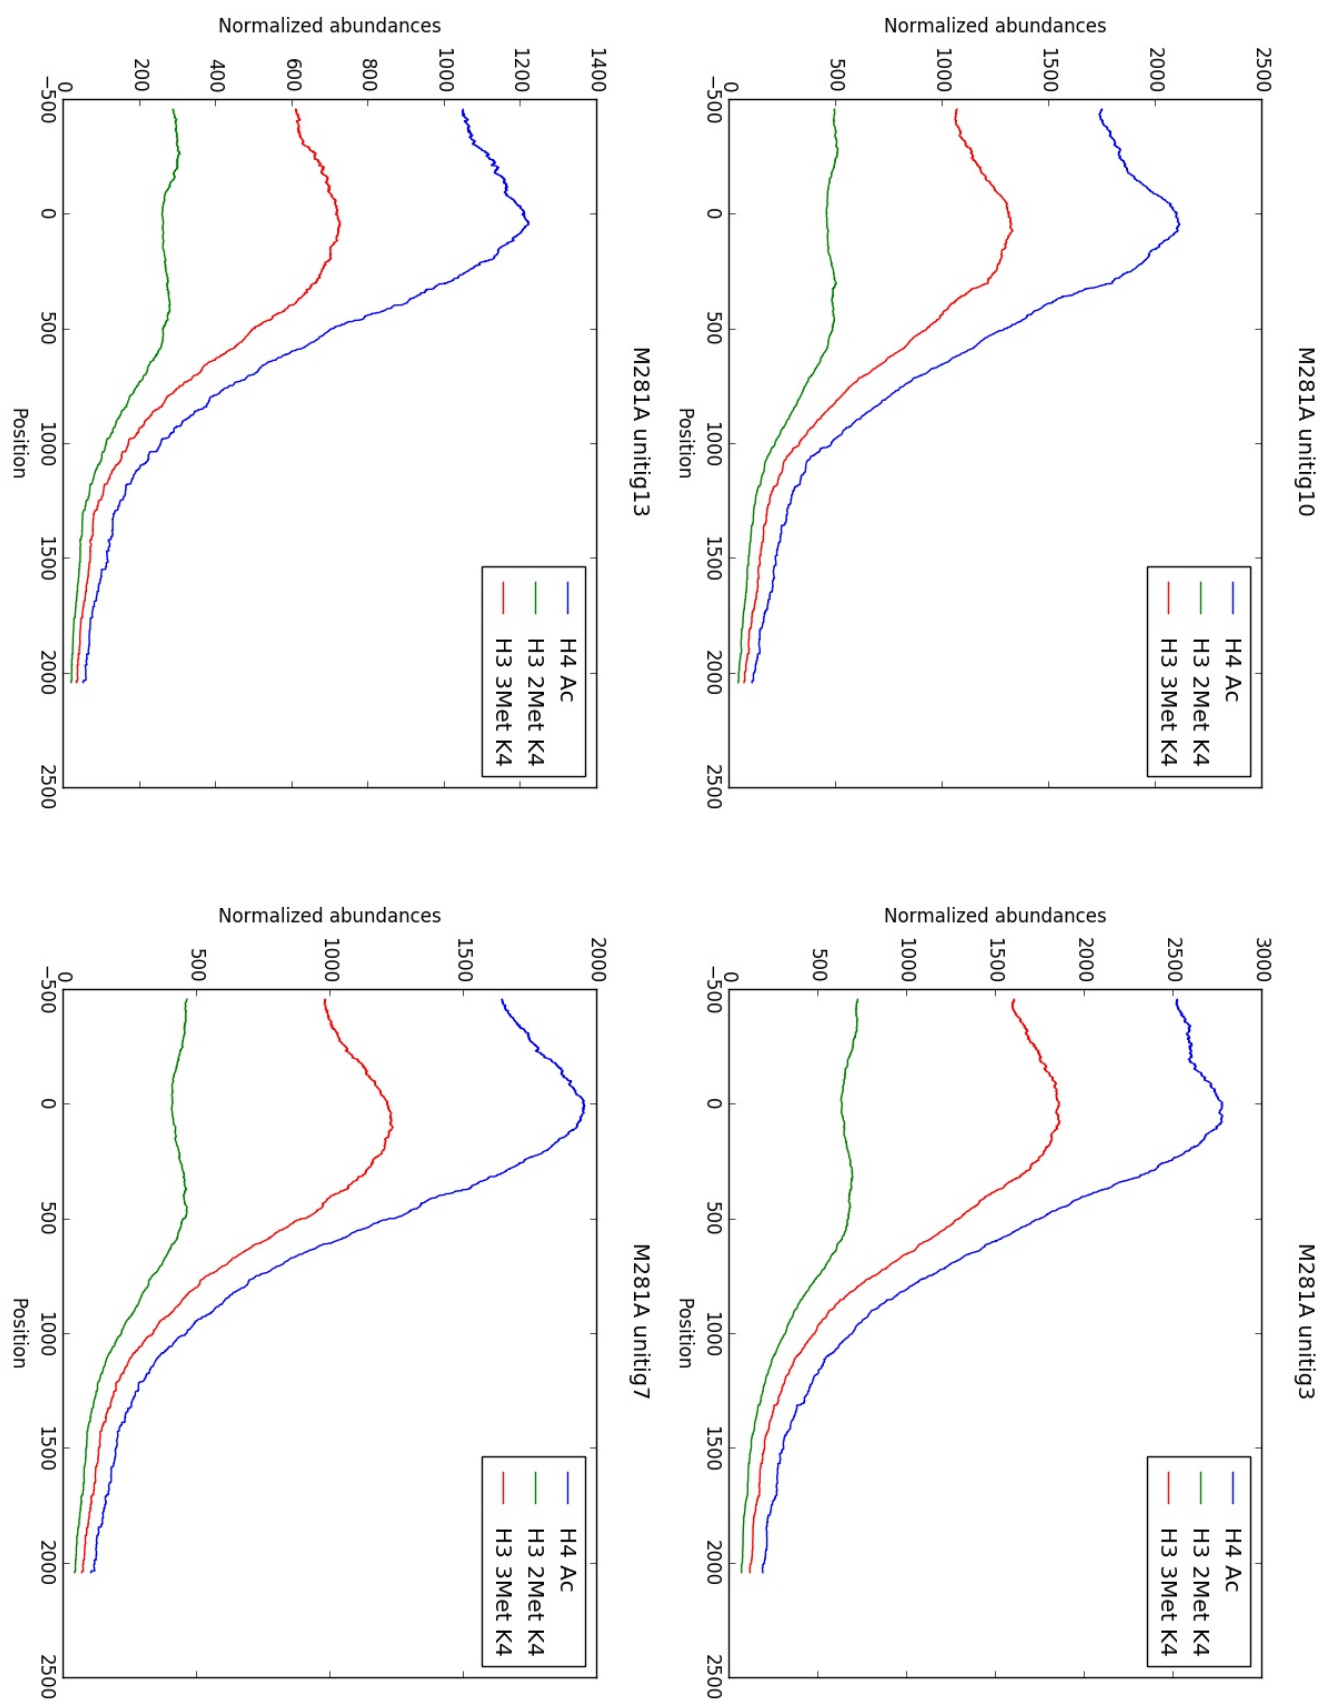 M281A unitig10
Normalized abundances
2500
2000
1500
1000
500
0
−500
0
500
1000
1500
2000
2500
Position
H4 Ac
H3 2Met K4
H3 3Met K4
M281A unitig3
Normalized abundances
3000
2500
2000
1500
1000
500
0
−500
0
500
1000
1500
2000
2500
Position
H4 Ac
H3 2Met K4
H3 3Met K4
M281A unitig13
Normalized abundances
1400
1200
1000
800
600
400
200
0
−500
0
500
1000
1500
2000
2500
Position
H4 Ac
H3 2Met K4
H3 3Met K4
M281A unitig7
Normalized abundances
2000
1500
1000
500
0
−500
0
500
1000
1500
2000
2500
Position
H4 Ac
H3 2Met K4
H3 3Met K4